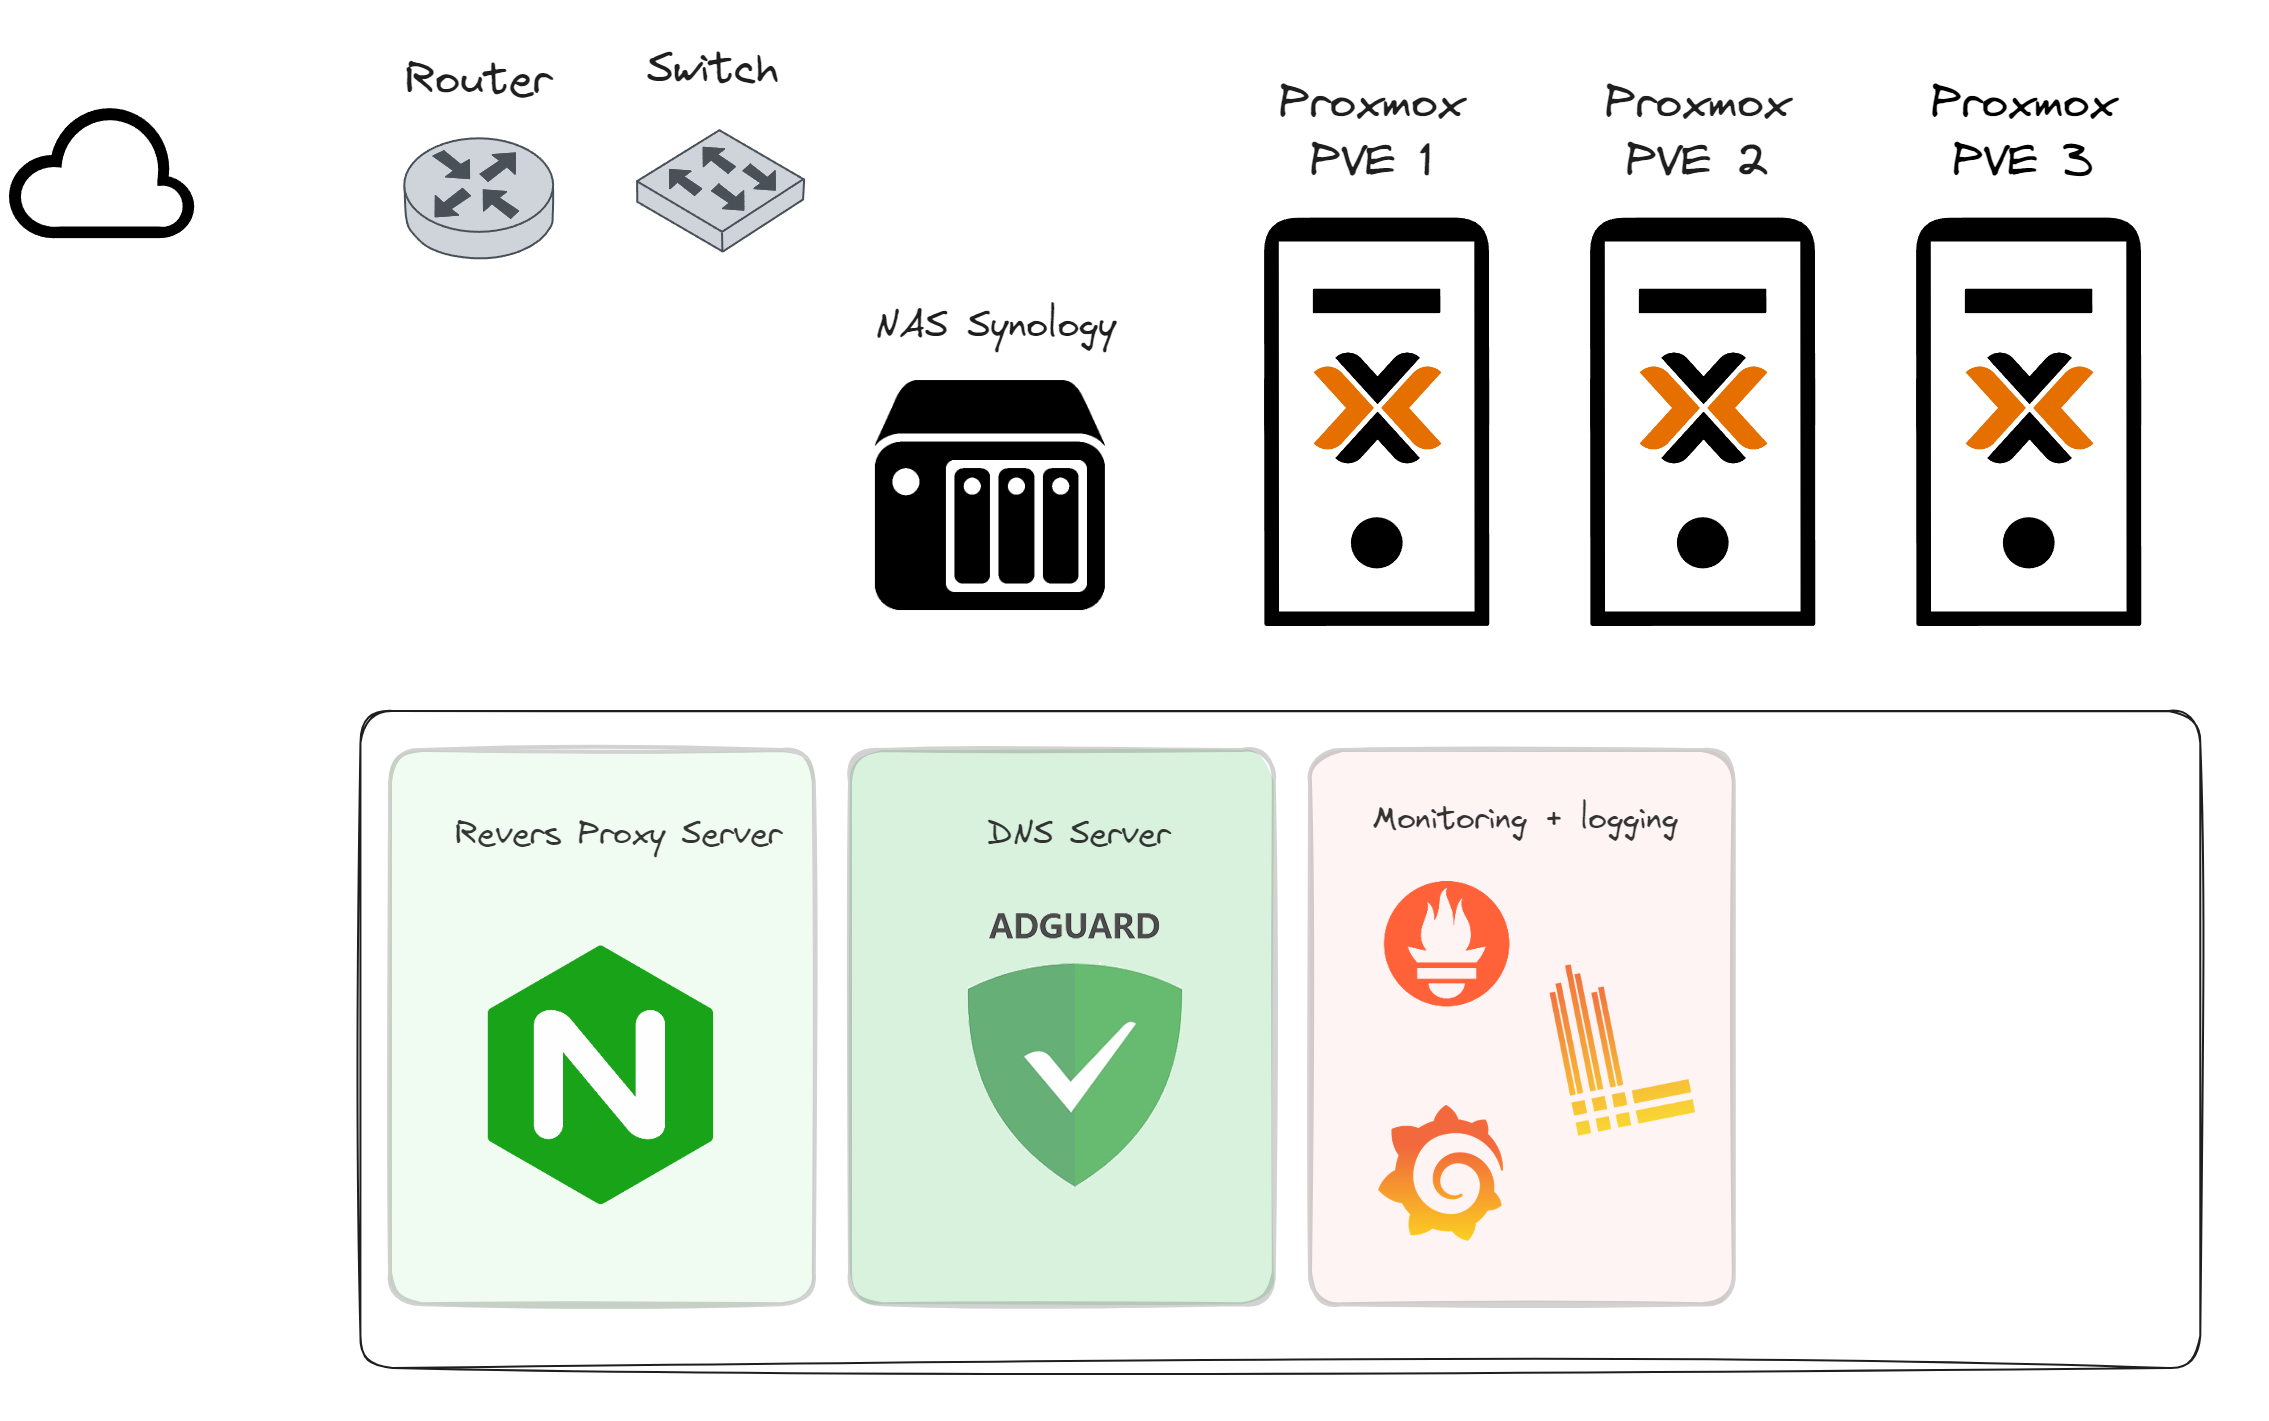 Router
Switch
Proxmox
PVE 1
Proxmox
PVE 2
Proxmox
PVE 3
NAS Synology
Revers Proxy Server
DNS Server
ADGUARD
Monitoring + logging